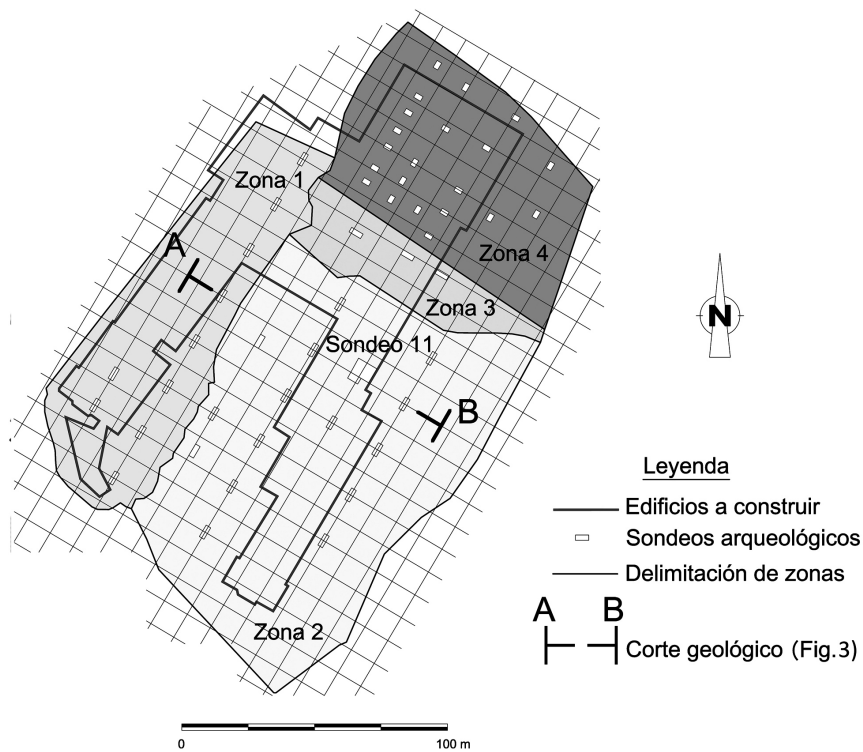 Zona 1
A
Zona 4
Zona 3
Sondeo 11
B
N
Zona 2
Leyenda
Edificios a construir
Sondeos arqueológicos
Delimitación de zonas
A B
Corte geológico (Fig.3)
0 100 m